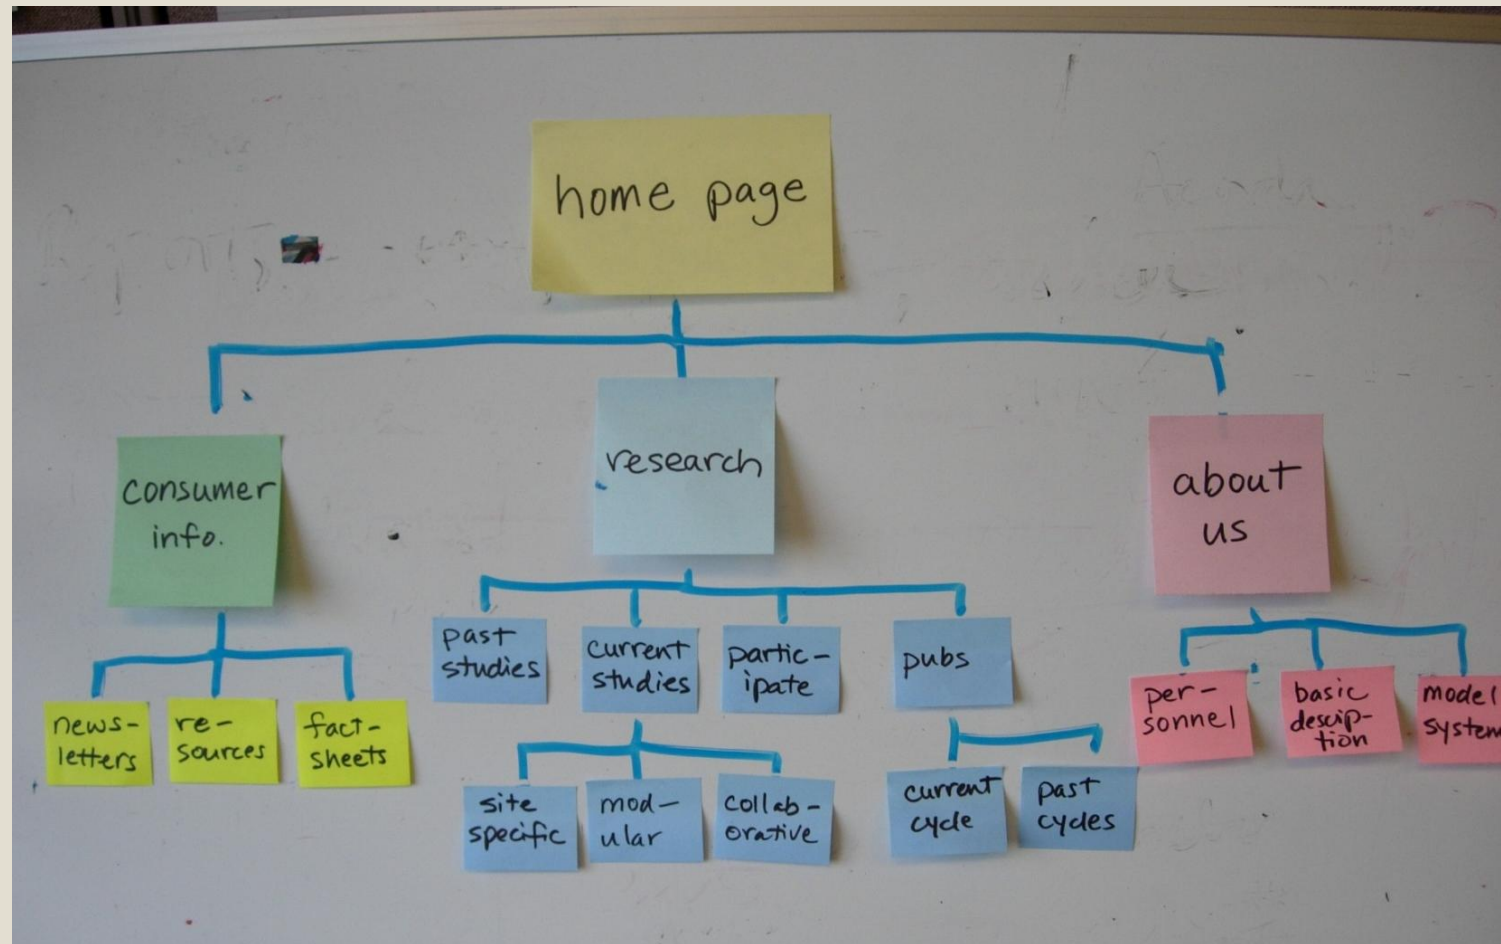 home page
consumer
info.
research
about
us
news-
letters
re-
sources
fact-
sheets
past
studies
current
studies
partic-
ipate
pubs
site
specific
mod-
ular
collab-
orative
current
cycle
past
cycles
per-
sonnel
basic
descip-
tion
model
system